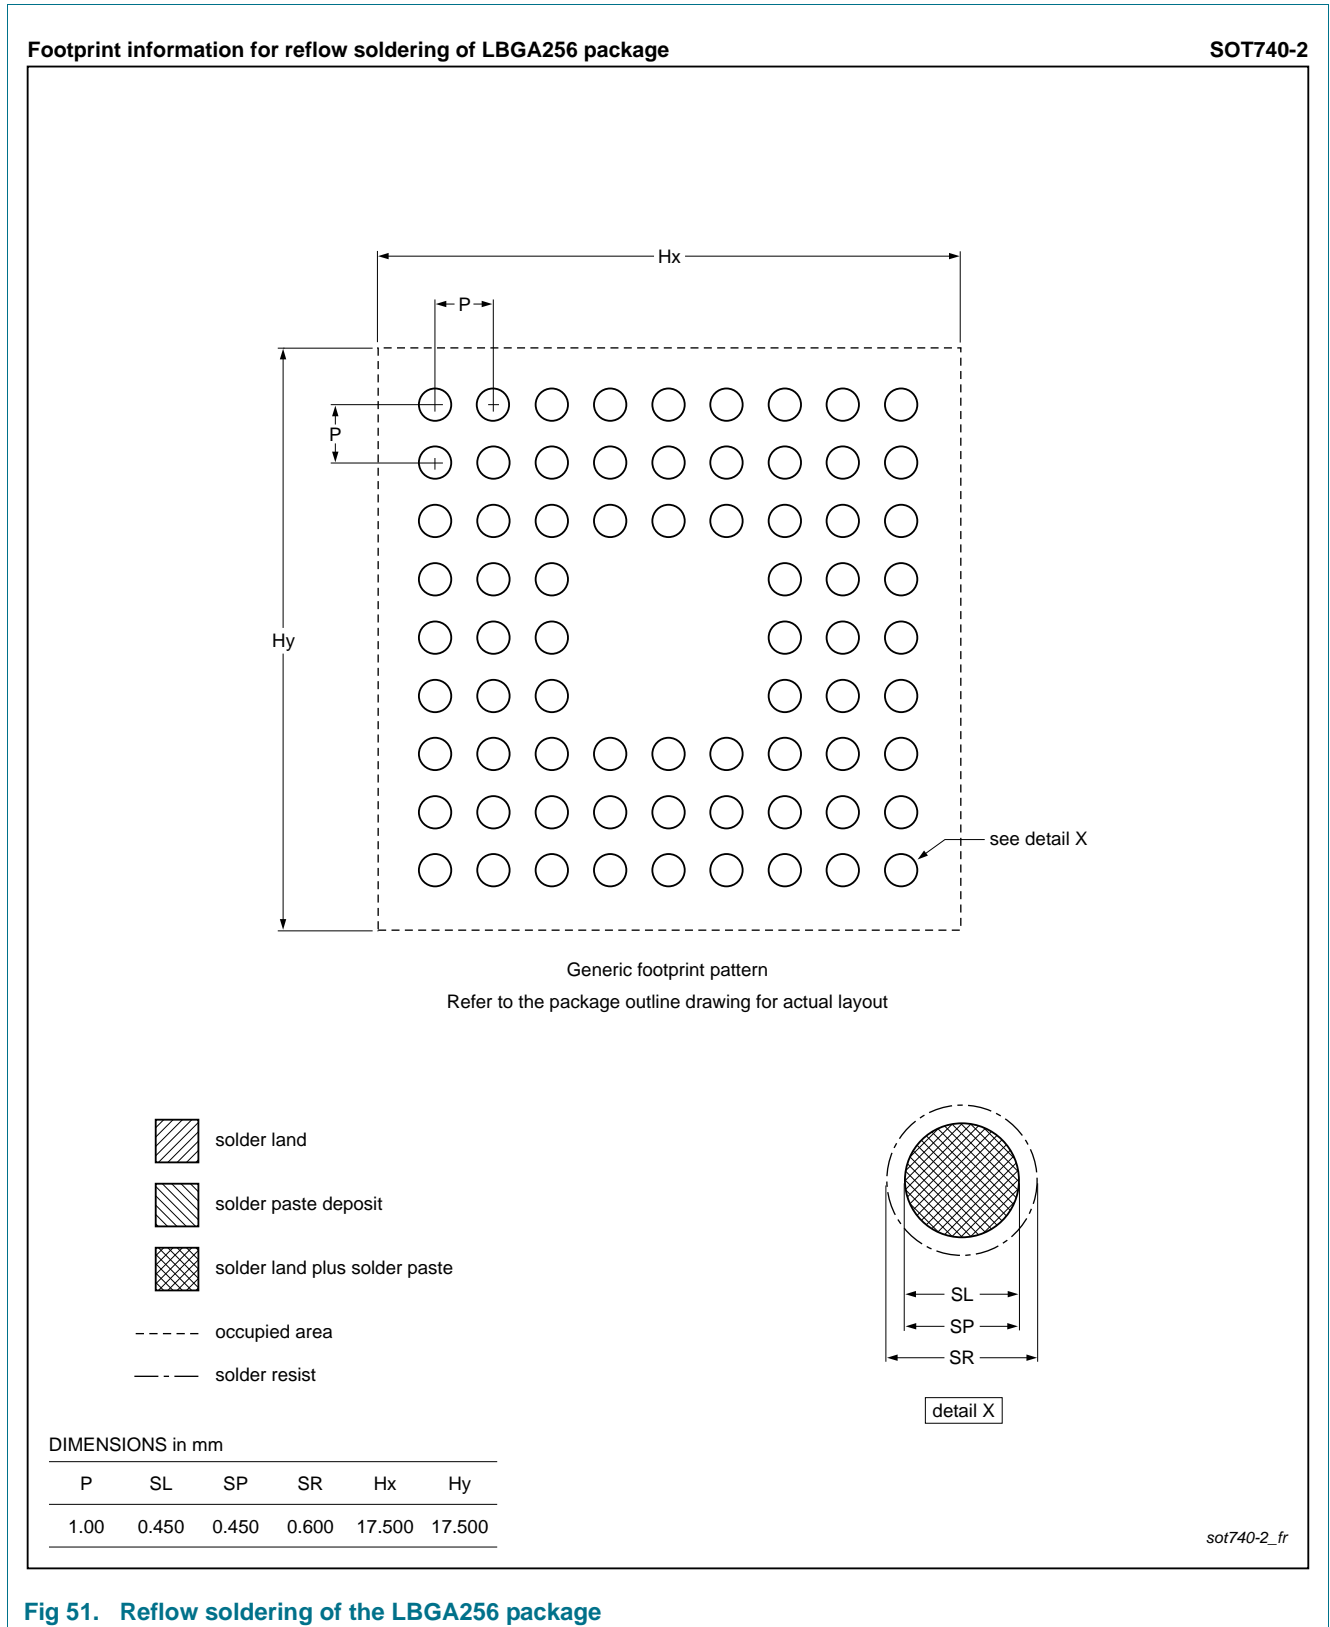 Footprint information for reflow soldering of LBGA256 package SOT740-2
Hx
P
P
Hy
see detail X
Generic footprint pattern
Refer to the package outline drawing for actual layout
solder land
solder paste deposit
solder land plus solder paste
occupied area
solder resist
SL
SP
SR
detail X
DIMENSIONS in mm
P SL SP SR Hx Hy
1.00 0.450 0.450 0.600 17.500 17.500
sot740-2_fr
Fig 51. Reflow soldering of the LBGA256 package